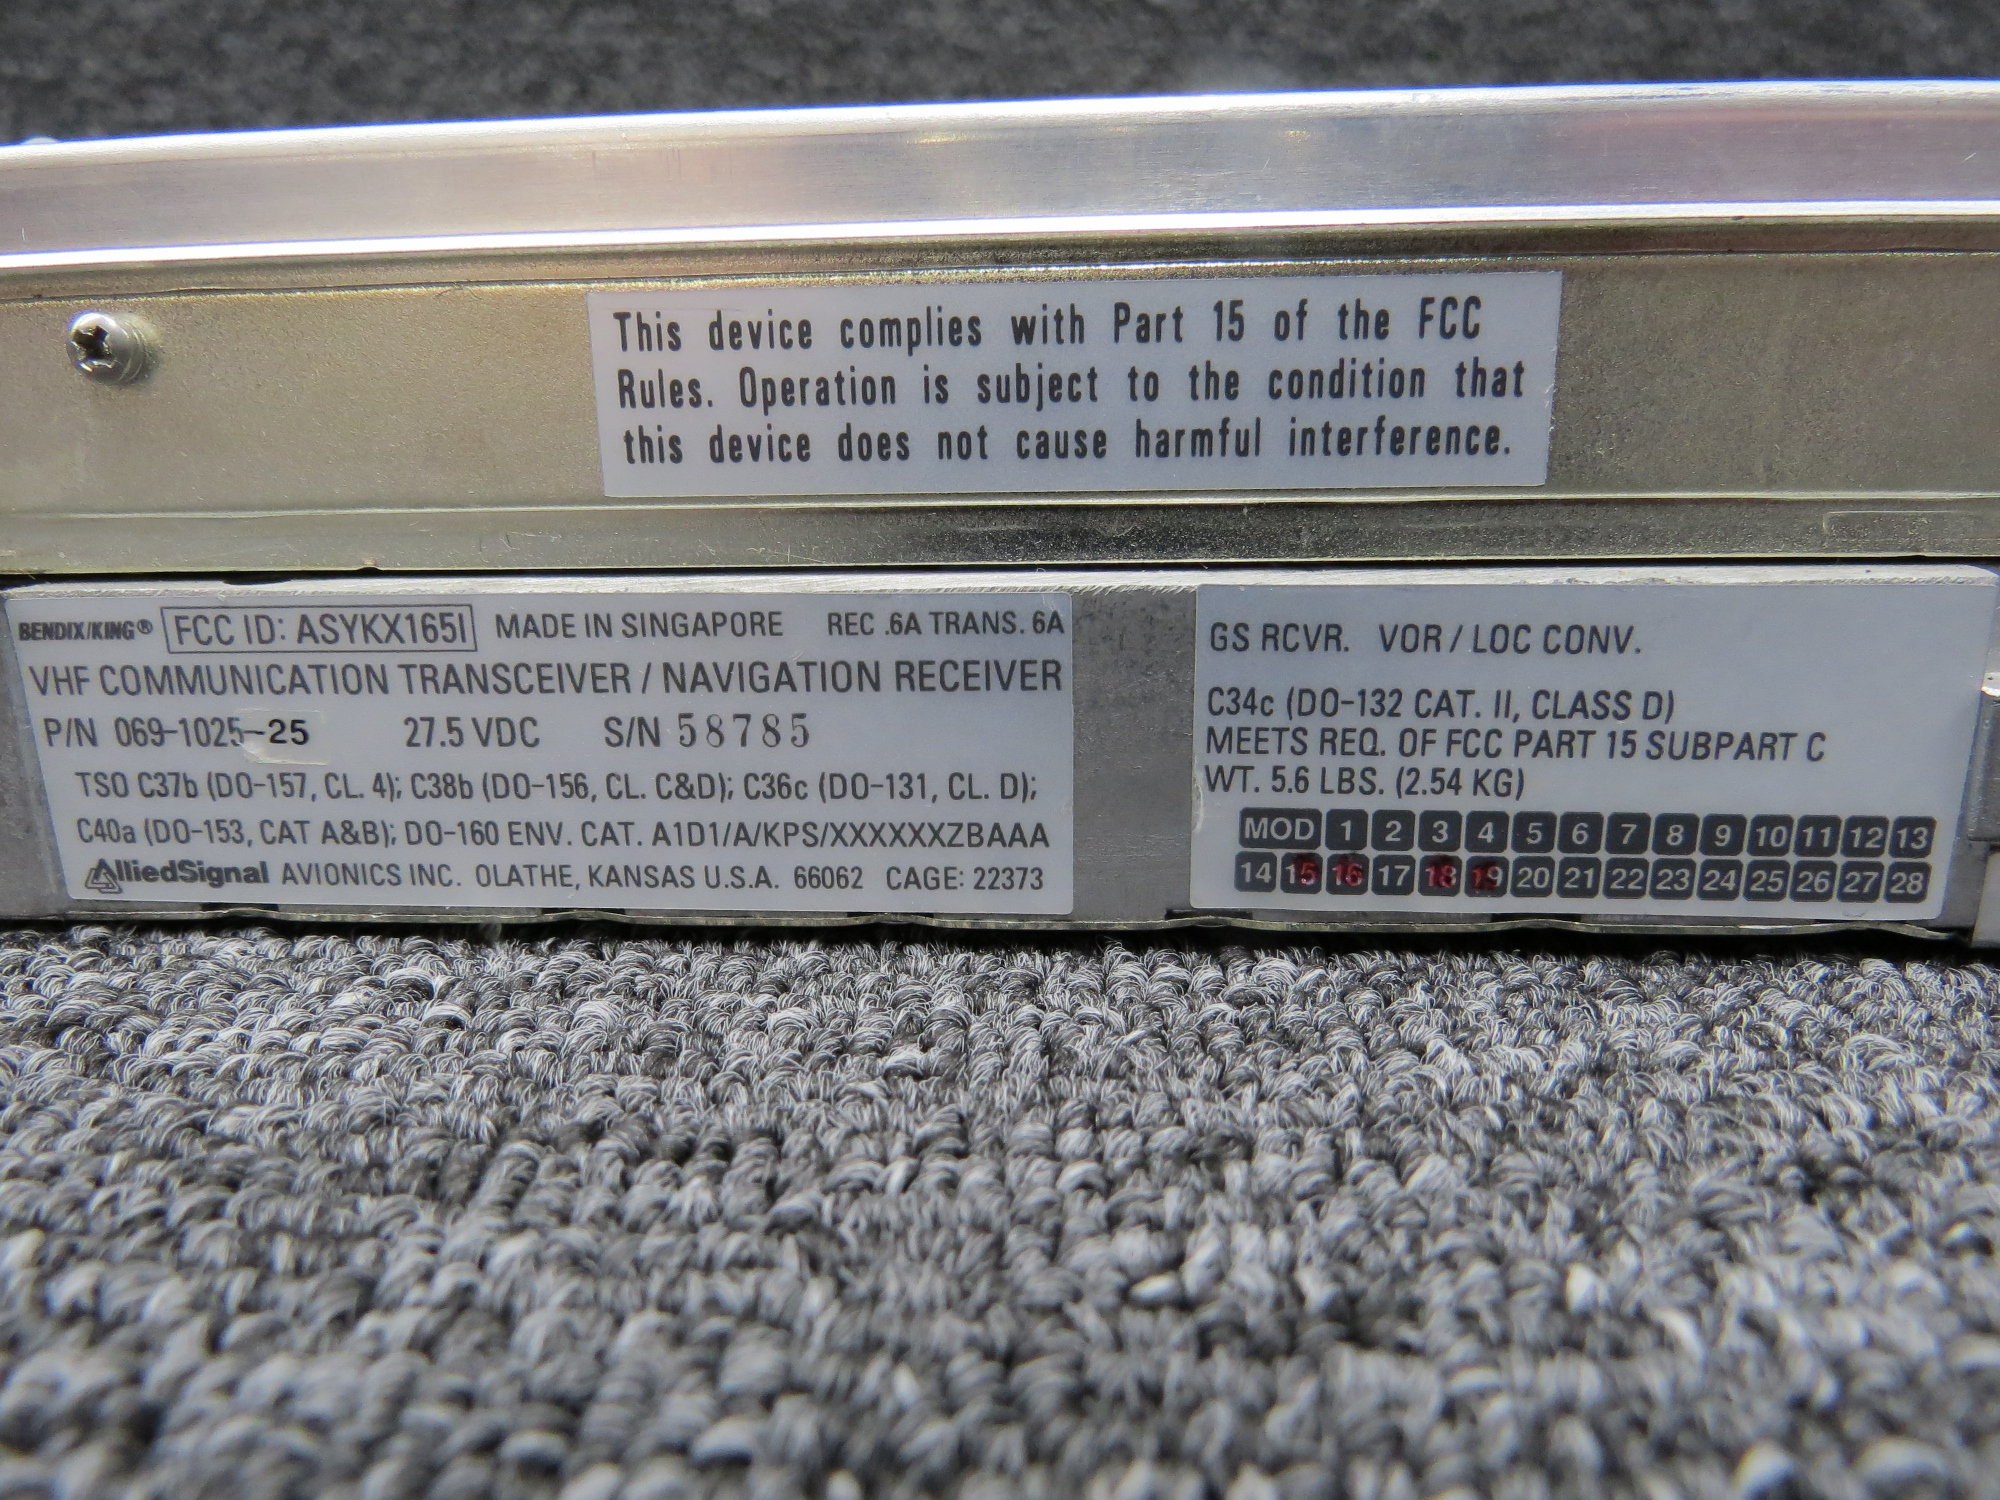 This device complies with Part 15 of the FCC
Rules. Operation is subject to the condition that
this device does not cause harmful interference.
BENDIX/KING® FCC ID: ASYKX165I MADE IN SINGAPORE REC .6A TRANS. 6A
VHF COMMUNICATION TRANSCEIVER / NAVIGATION RECEIVER
P/N 069-1025-25 27.5 VDC S/N 58785
TSO C37b (DO-157, CL. 4); C38b (DO-156, CL. C&D); C36c (DO-131, CL. D);
C40a (DO-153, CAT A&B); DO-160 ENV. CAT. A1D1/A/KPS/XXXXXXZBAAA
AlliedSignal AVIONICS INC. OLATHE, KANSAS U.S.A. 66062 CAGE: 22373
GS RCVR. VOR / LOC CONV.
C34c (DO-132 CAT. II, CLASS D)
MEETS REQ. OF FCC PART 15 SUBPART C
WT. 5.6 LBS. (2.54 KG)
MOD 1 2 3 4 5 6 7 8 9 10 11 12 13
14 15 16 17 18 19 20 21 22 23 24 25 26 27 28